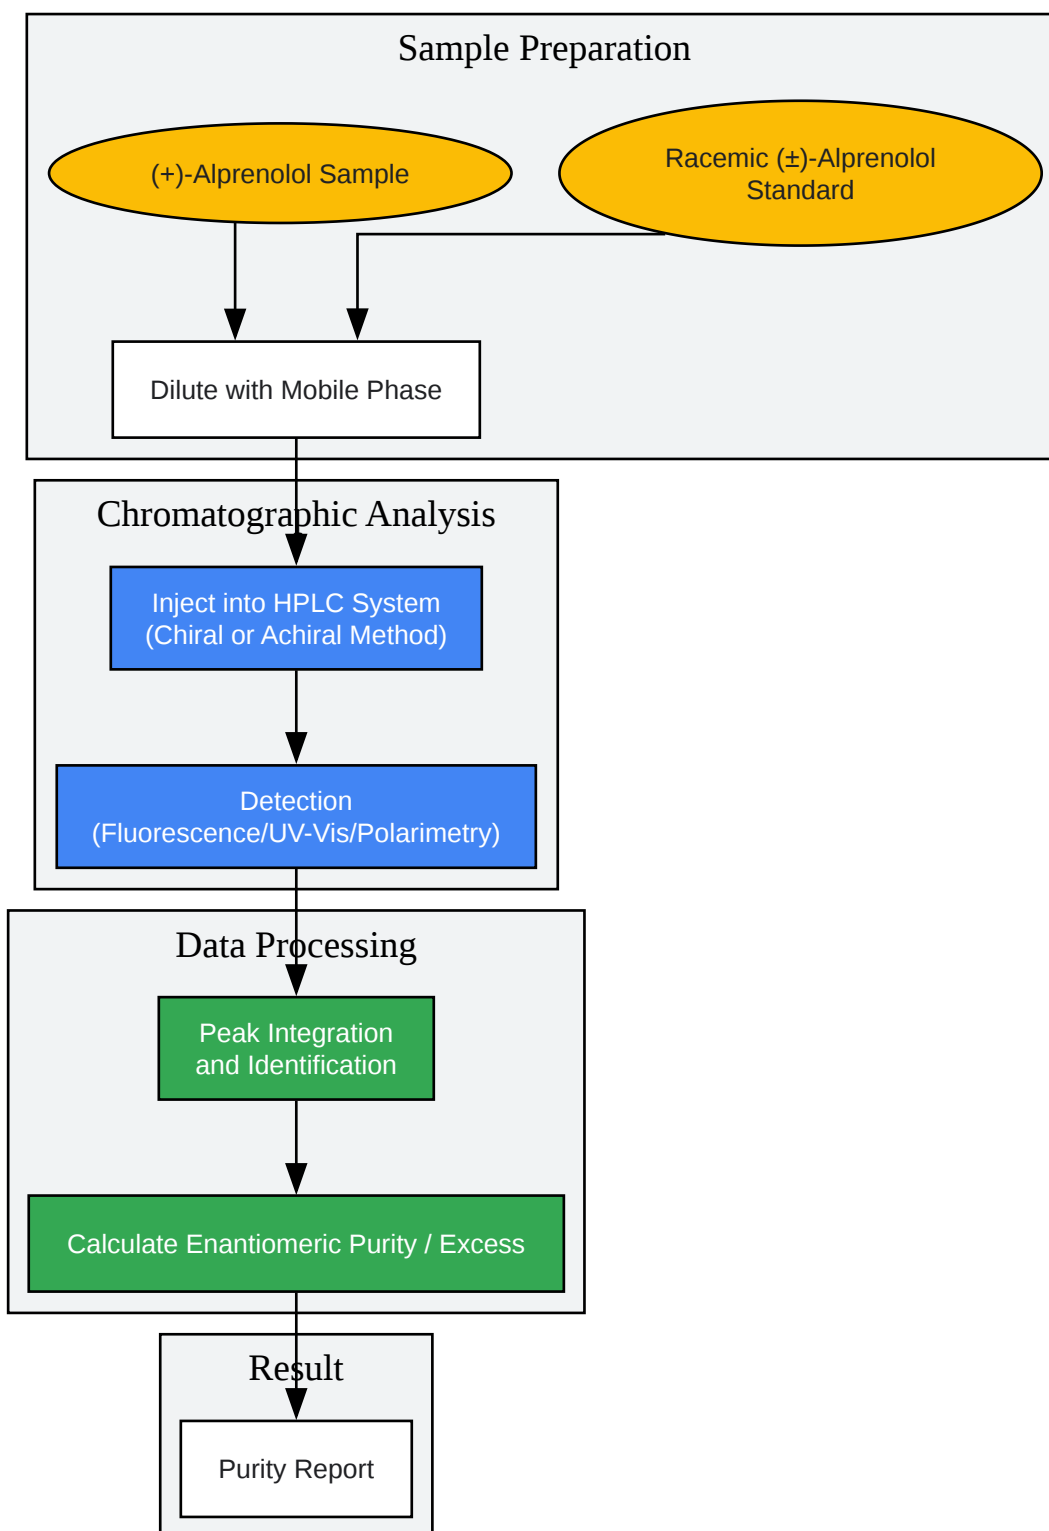 Sample Preparation
(+)-Alprenolol Sample
Racemic (±)-Alprenolol
Standard
Dilute with Mobile Phase
Chromatographic Analysis
Inject into HPLC System
(Chiral or Achiral Method)
Detection
(Fluorescence/UV-Vis/Polarimetry)
Data Processing
Peak Integration
and Identification
Calculate Enantiomeric Purity / Excess
Result
Purity Report